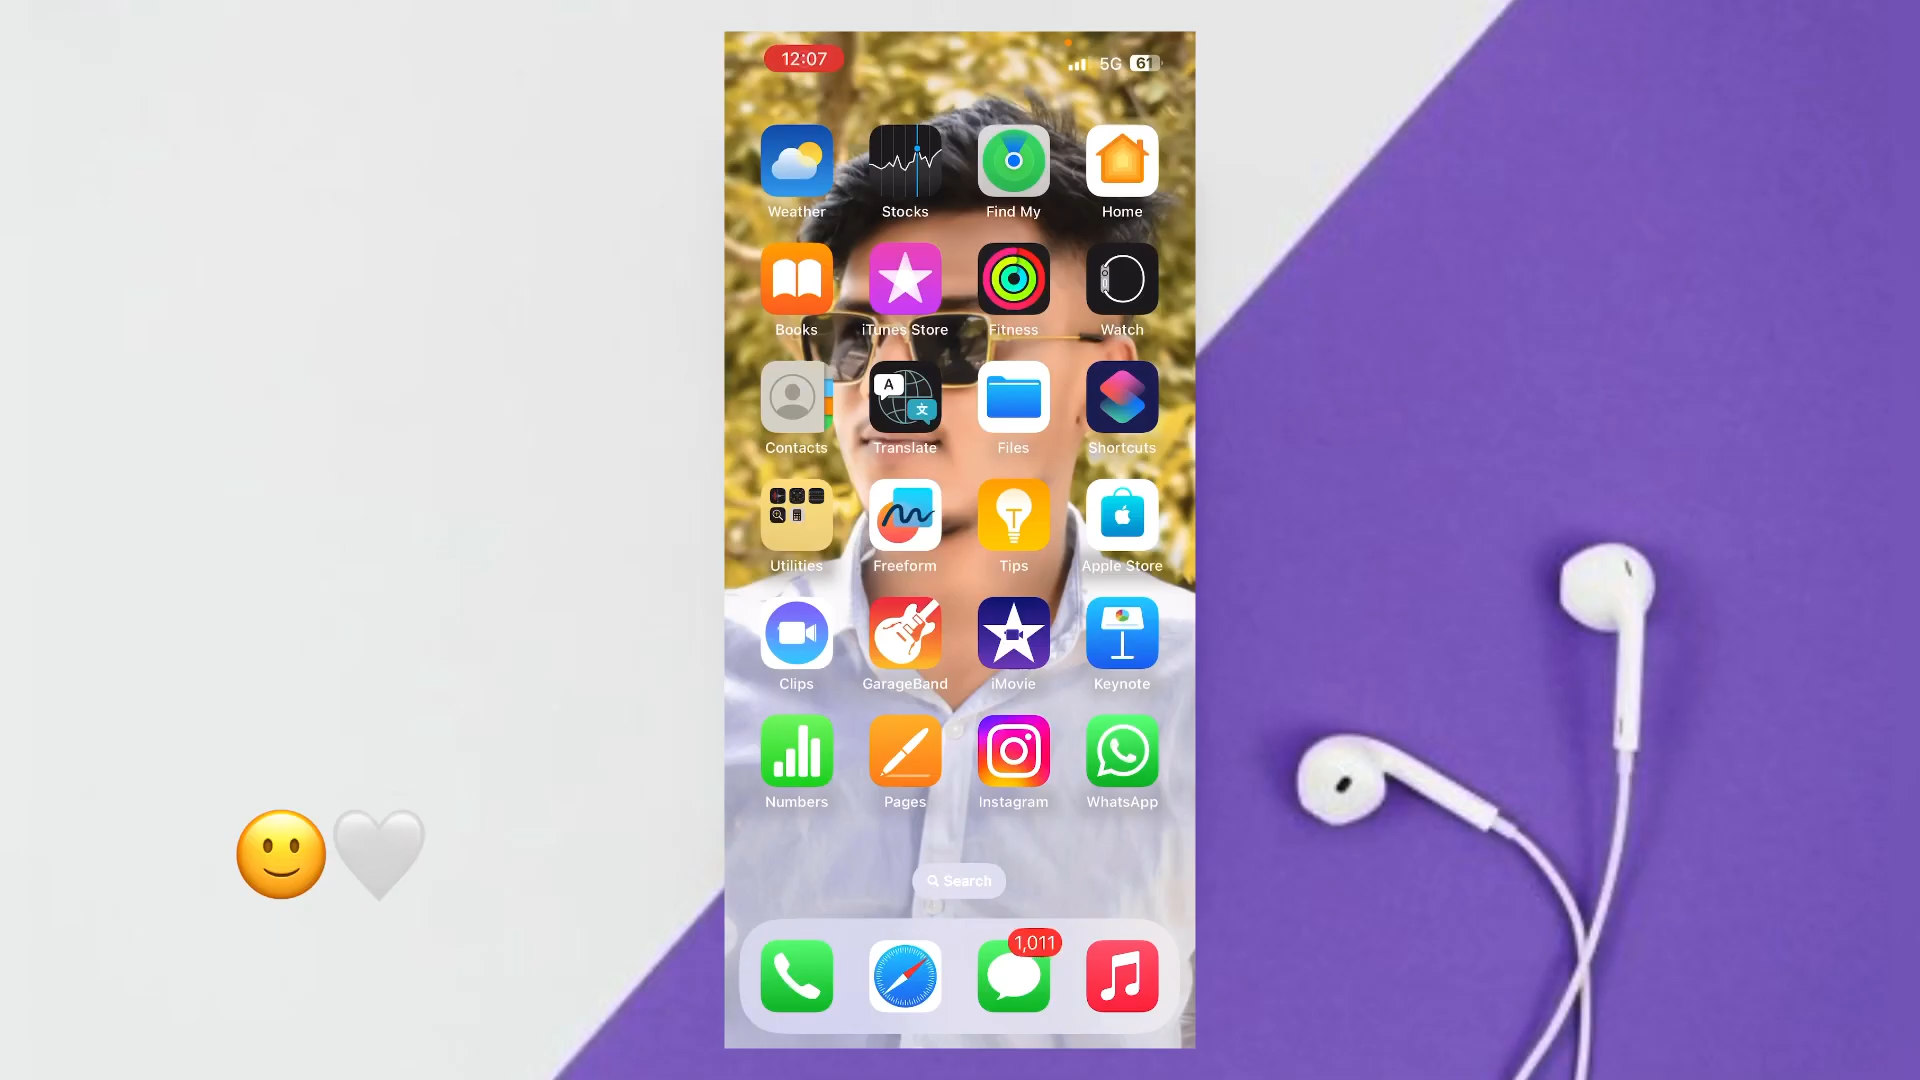 12:07 5G 61
Weather Stocks Find My Home
Books iTunes Store Fitness Watch
A 文
Contacts Translate Files Shortcuts
Utilities Freeform Tips Apple Store
Clips GarageBand iMovie Keynote
Numbers Pages Instagram WhatsApp
Search
1,011